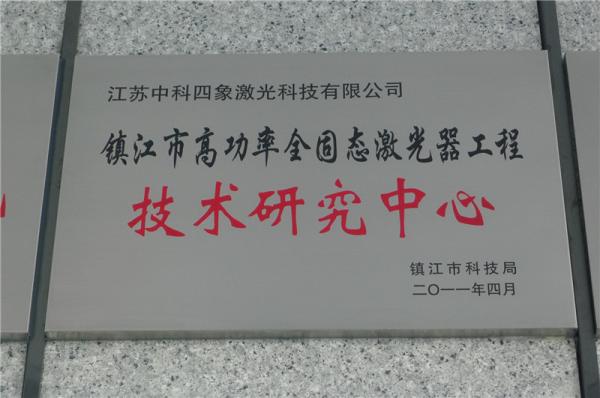 江苏中科四象激光科技有限公司
镇江市高功率全固态激光器工程
技术研究中心
镇江市科技局
二〇一一年四月